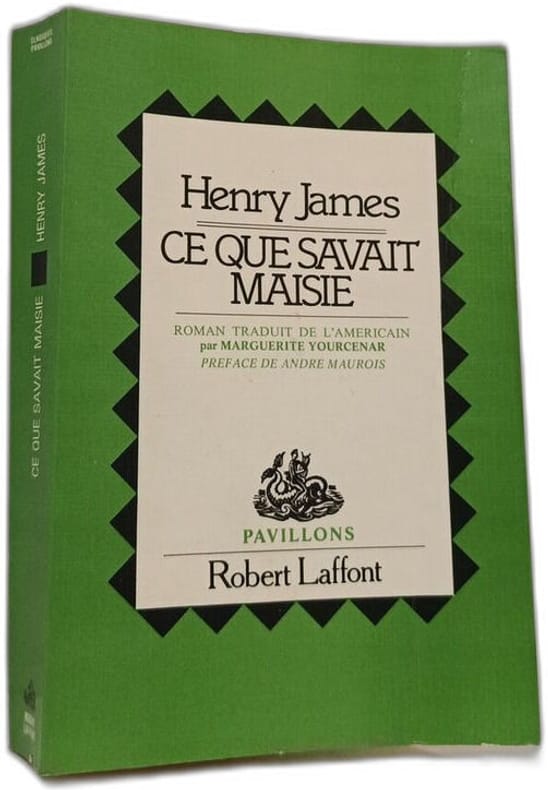 Henry James
CE QUE SAVAIT
MAISIE
ROMAN TRADUIT DE L'AMERICAIN
par MARGUERITE YOURCENAR
PREFACE DE ANDRE MAUROIS
PAVILLONS
Robert Laffont
CE QUE SAVAIT MAISIE HENRY JAMES